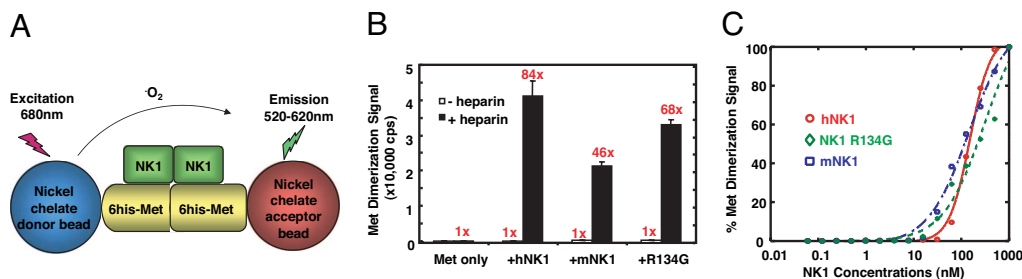 A
Excitation
680nm
·O₂
Emission
520-620nm
NK1
NK1
Nickel
chelate
donor bead
6his-Met
6his-Met
Nickel
chelate
acceptor
bead
B
Met Dimerization Signal
(x10,000 cps)
5
4
3
2
1
0
- heparin
+ heparin
84x
68x
46x
1x
1x
1x
1x
Met only
+hNK1
+mNK1
+R134G
C
% Met Dimerization Signal
100
80
60
40
20
0
hNK1
NK1 R134G
mNK1
0.01
0.1
1
10
100
1000
NK1 Concentrations (nM)